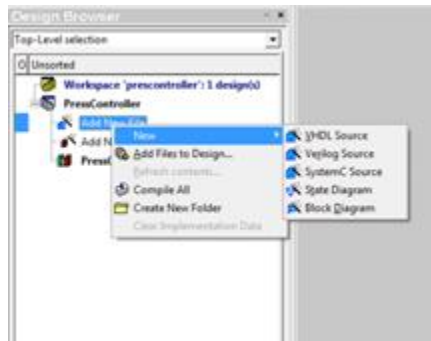 Design Browser
Top-Level selection
Unsorted
Workspace 'prescontroller': 1 design(s)
PressController
Add New File
Add N
Press
New
Add Files to Design...
Refresh contents...
Compile All
Create New Folder
Clear Implementation Data
VHDL Source
Verilog Source
SystemC Source
State Diagram
Block Diagram